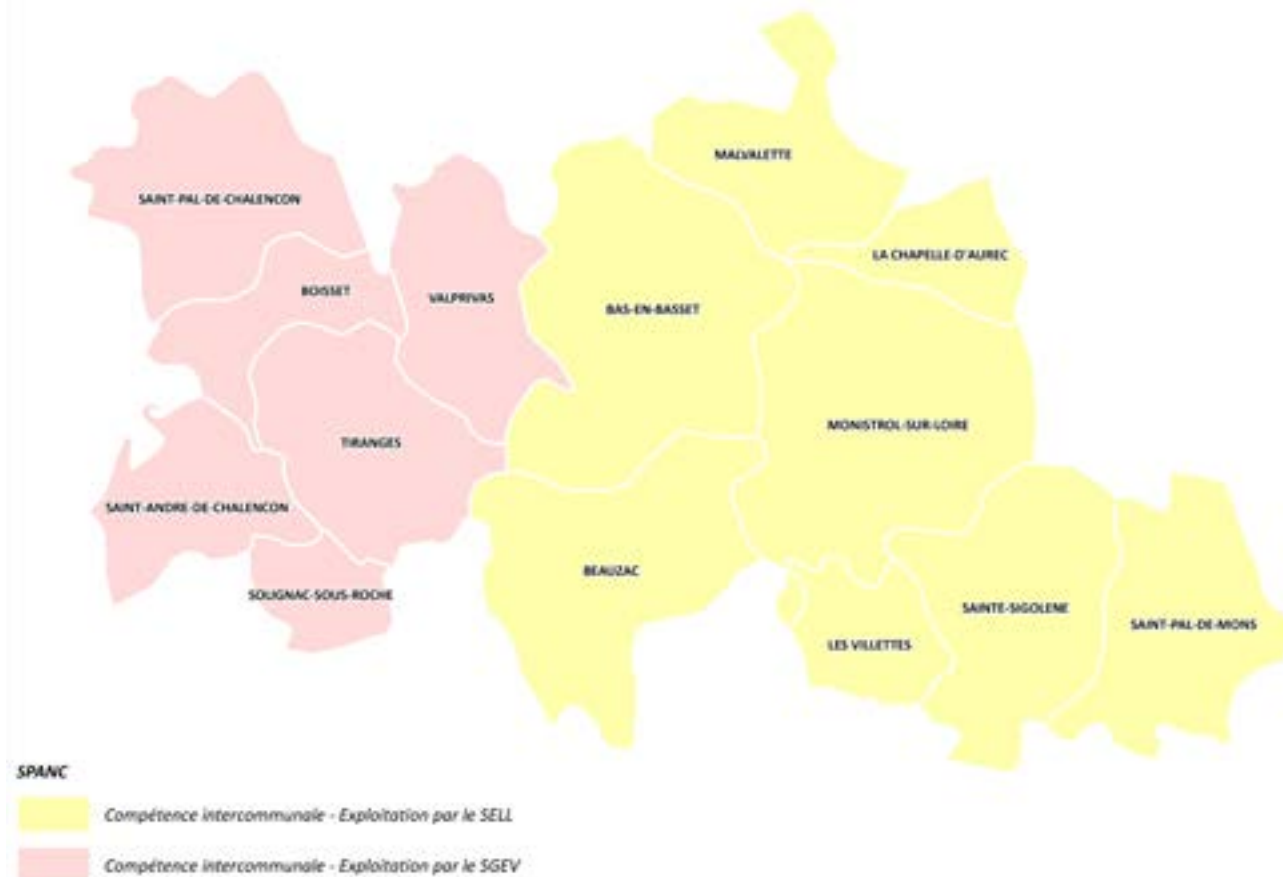 MALVALETTE
SAINT-PAL-DE-CHALENCON
LA CHAPELLE-D'AUREC
BOISSET
VALPRIVAS
BAS-EN-BASSET
MONISTROL-SUR-LOIRE
TIRANGES
SAINT-ANDRE-DE-CHALENCON
BEAUZAC
SOLIGNAC-SOUS-ROCHE
SAINTE-SIGOLENE
SAINT-PAL-DE-MONS
LES VILLETTES
SPANC
Compétence intercommunale - Exploitation par le SELL
Compétence intercommunale - Exploitation par le SGEV